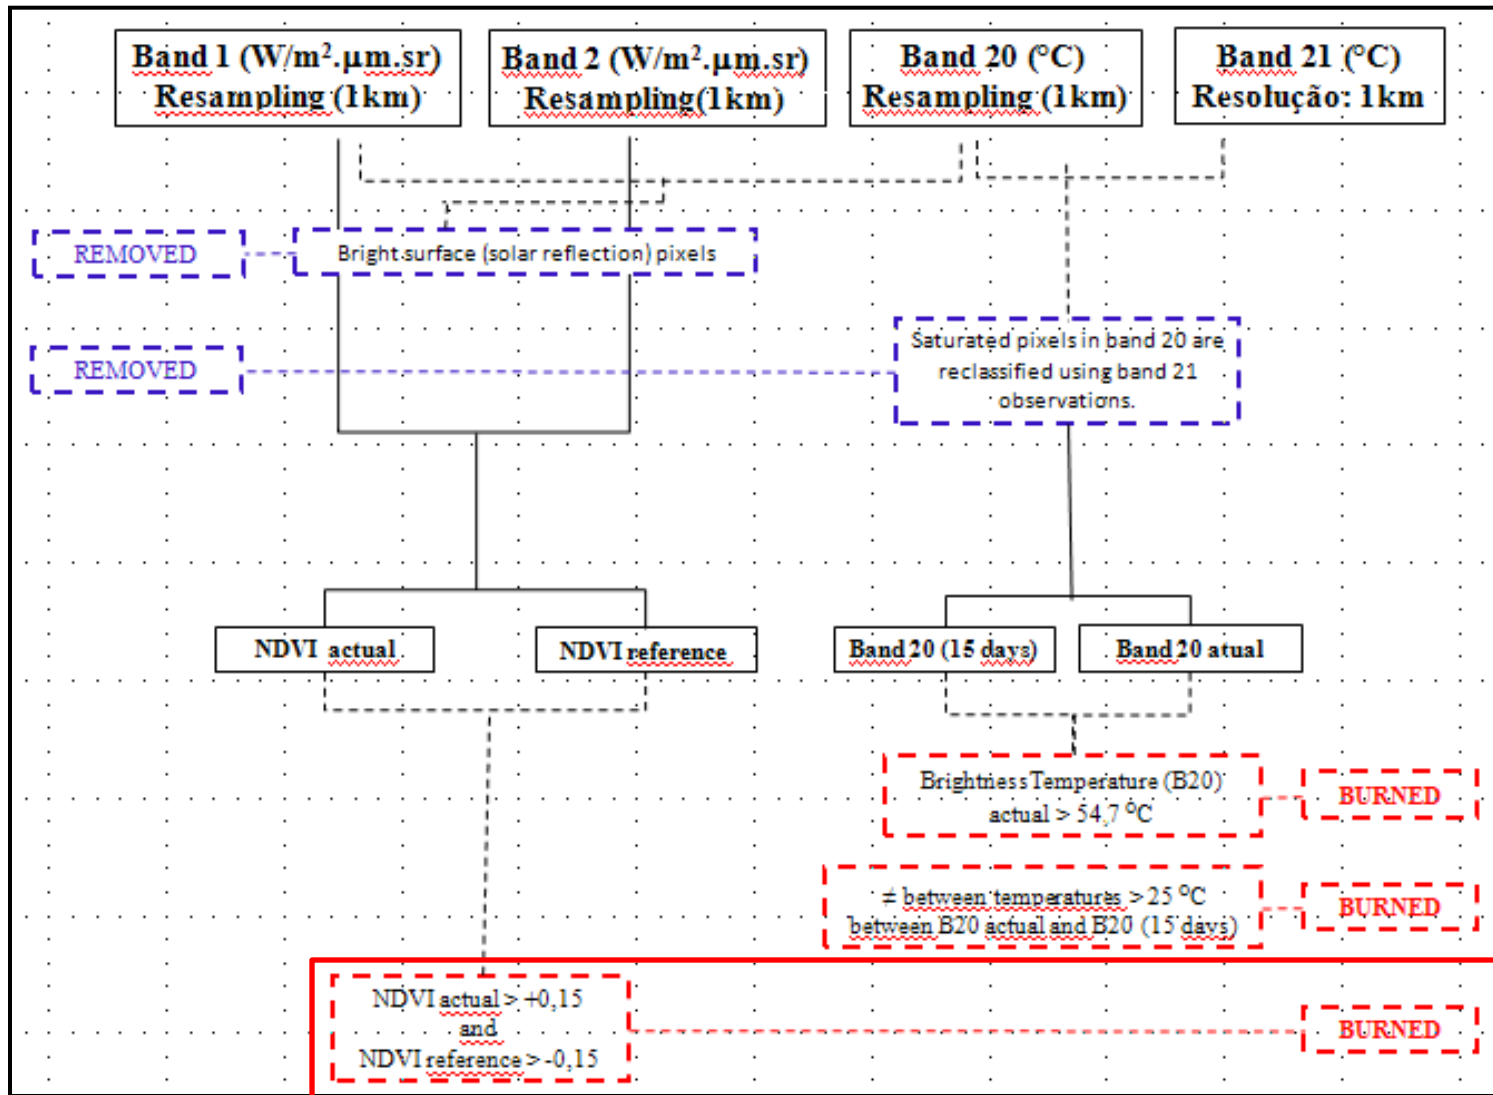 Band 1 (W/m².µm.sr)
Resampling (1km)
Band 2 (W/m².µm.sr)
Resampling(1km)
Band 20 (°C)
Resampling (1km)
Band 21 (°C)
Resolução: 1km
REMOVED
Bright surface (solar reflection) pixels
REMOVED
Saturated pixels in band 20 are
reclassified using band 21
observations.
NDVI actual
NDVI reference
Band 20 (15 days)
Band 20 atual
Brightness Temperature (B20)
actual > 54,7 °C
BURNED
≠ between temperatures > 25 °C
between B20 actual and B20 (15 days)
BURNED
NDVI actual > +0,15
and
NDVI reference > -0,15
BURNED